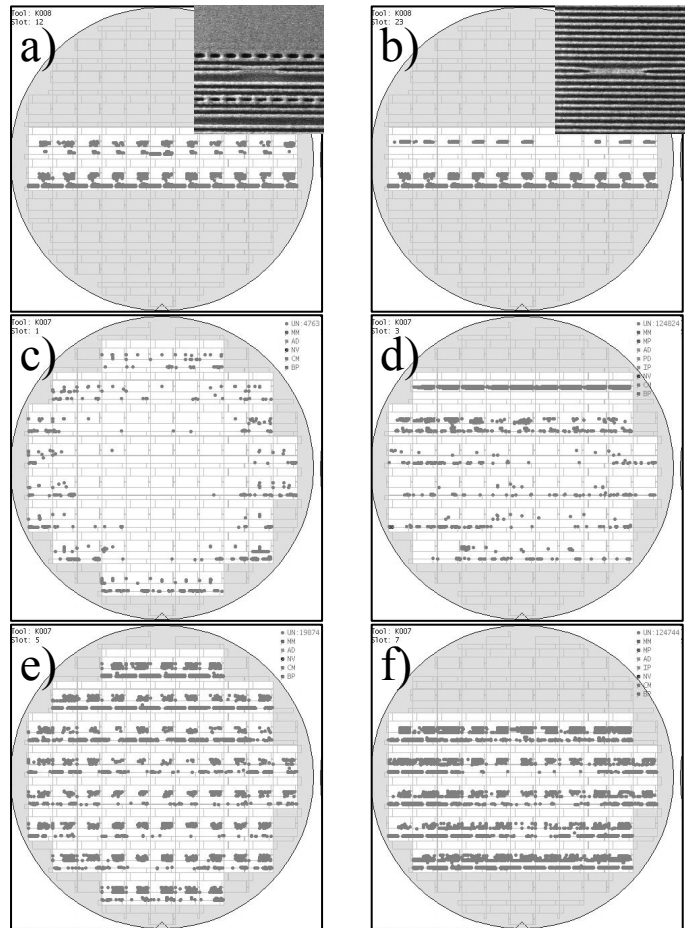 Tool: K008
Slot: 12
a)
Tool: K008
Slot: 23
b)
Tool: K007
Slot: 1
c)
UN:4763
MM
AD
NV
CM
BP
Tool: K007
Slot: 3
d)
UN:124824
MM
MP
AD
PD
IP
NV
CM
BP
Tool: K007
Slot: 5
e)
UN:19874
MM
AD
NV
CM
BP
Tool: K007
Slot: 7
f)
UN:124744
MM
MP
AD
IP
NV
CM
BP